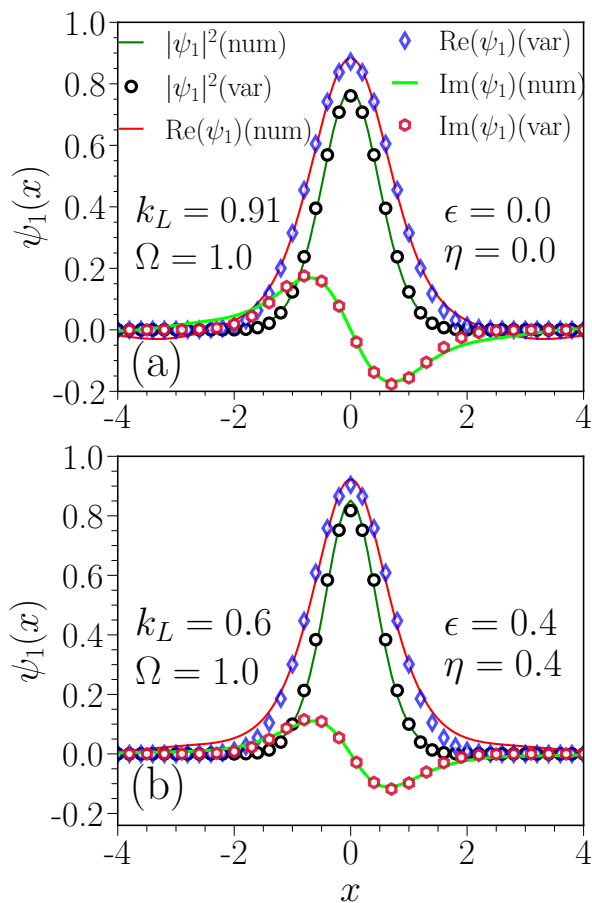 1.0
0.8
0.6
0.4
0.2
0.0
-0.2
ψ₁(x)
|ψ₁|²(num)
|ψ₁|²(var)
Re(ψ₁)(num)
Re(ψ₁)(var)
Im(ψ₁)(num)
Im(ψ₁)(var)
k_L = 0.91
Ω = 1.0
ϵ = 0.0
η = 0.0
(a)
-4 -2 0 2 4
1.0
0.8
0.6
0.4
0.2
0.0
-0.2
ψ₁(x)
k_L = 0.6
Ω = 1.0
ϵ = 0.4
η = 0.4
(b)
-4 -2 0 2 4
x